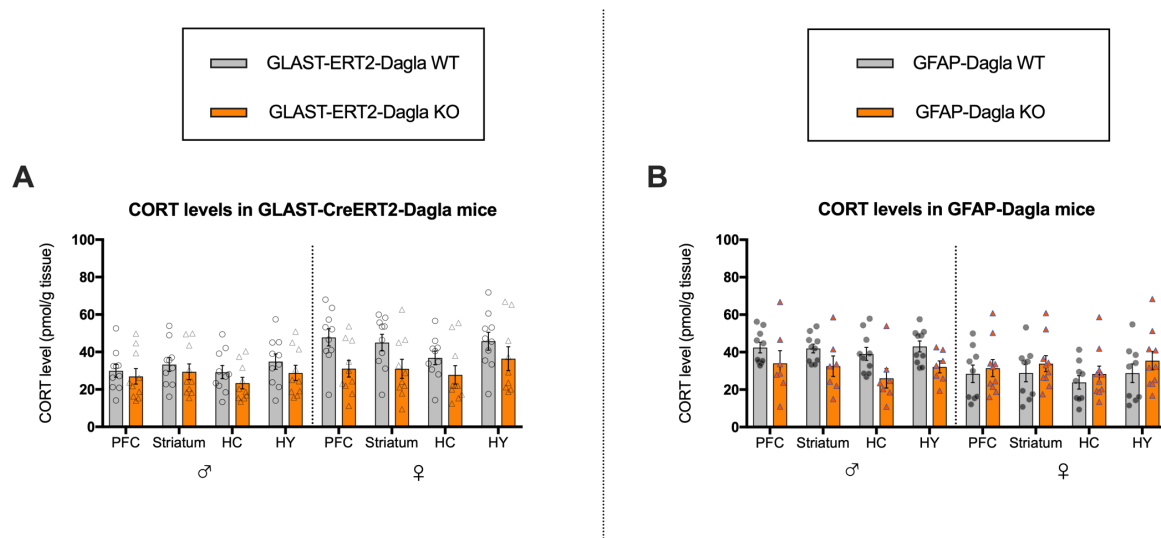 GLAST-ERT2-Dagla WT
GLAST-ERT2-Dagla KO
A
CORT levels in GLAST-CreERT2-Dagla mice
CORT level (pmol/g tissue)
100
80
60
40
20
0
PFC Striatum HC HY PFC Striatum HC HY
♂ ♀
GFAP-Dagla WT
GFAP-Dagla KO
B
CORT levels in GFAP-Dagla mice
CORT level (pmol/g tissue)
100
80
60
40
20
0
PFC Striatum HC HY PFC Striatum HC HY
♂ ♀